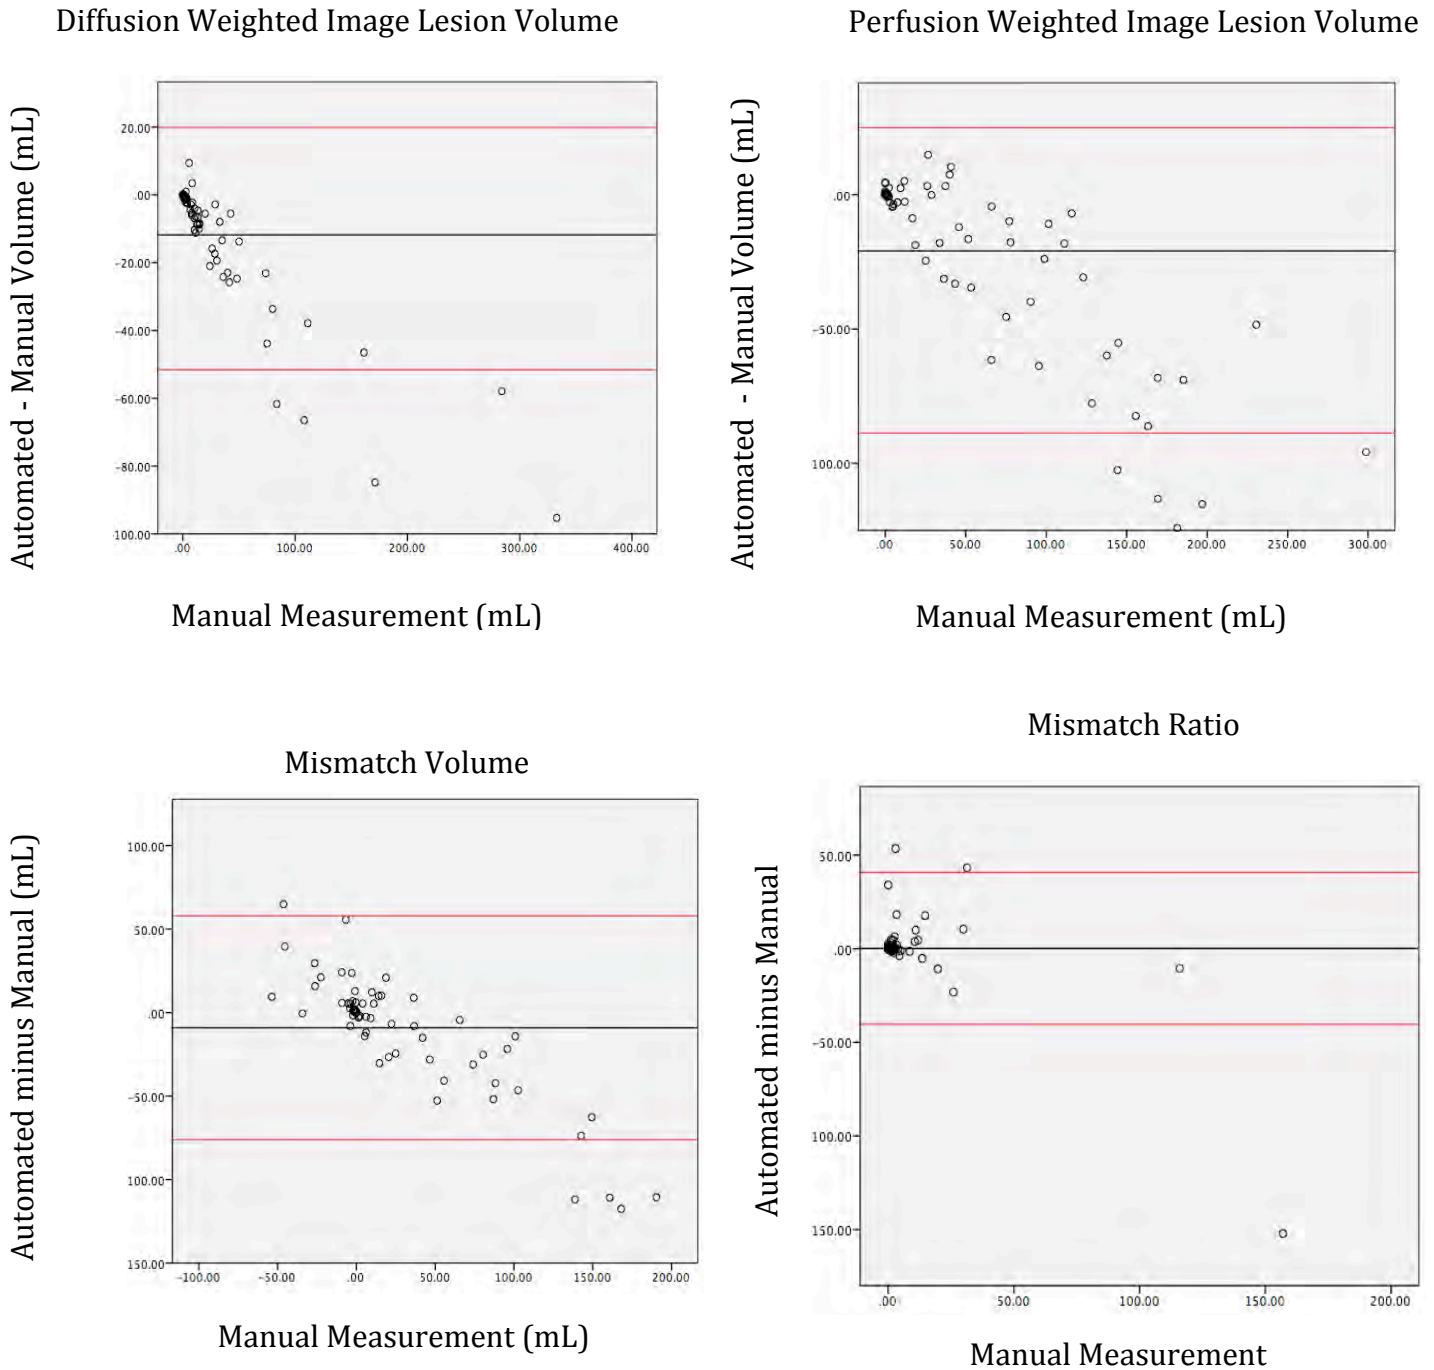 Diffusion Weighted Image Lesion Volume
Automated - Manual Volume (mL)
20.00
.00
-20.00
-40.00
-60.00
-80.00
100.00
.00 100.00 200.00 300.00 400.00
Manual Measurement (mL)
Perfusion Weighted Image Lesion Volume
Automated - Manual Volume (mL)
.00
-50.00
100.00
.00 50.00 100.00 150.00 200.00 250.00 300.00
Manual Measurement (mL)
Mismatch Volume
Automated minus Manual (mL)
100.00
50.00
.00
-50.00
100.00
150.00
-100.00 -50.00 .00 50.00 100.00 150.00 200.00
Manual Measurement (mL)
Mismatch Ratio
Automated minus Manual
50.00
.00
-50.00
100.00
150.00
.00 50.00 100.00 150.00 200.00
Manual Measurement